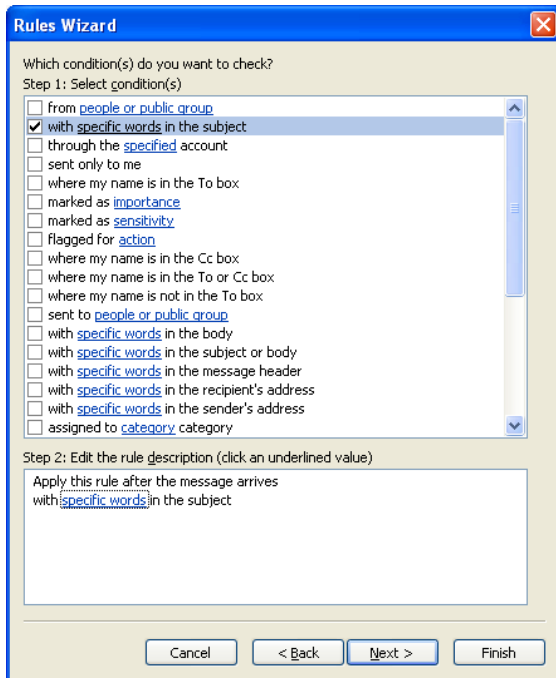 Rules Wizard
Which condition(s) do you want to check?
Step 1: Select condition(s)
from people or public group
with specific words in the subject
through the specified account
sent only to me
where my name is in the To box
marked as importance
marked as sensitivity
flagged for action
where my name is in the Cc box
where my name is in the To or Cc box
where my name is not in the To box
sent to people or public group
with specific words in the body
with specific words in the subject or body
with specific words in the message header
with specific words in the recipient's address
with specific words in the sender's address
assigned to category category
Step 2: Edit the rule description (click an underlined value)
Apply this rule after the message arrives
with specific words in the subject
Cancel < Back Next > Finish